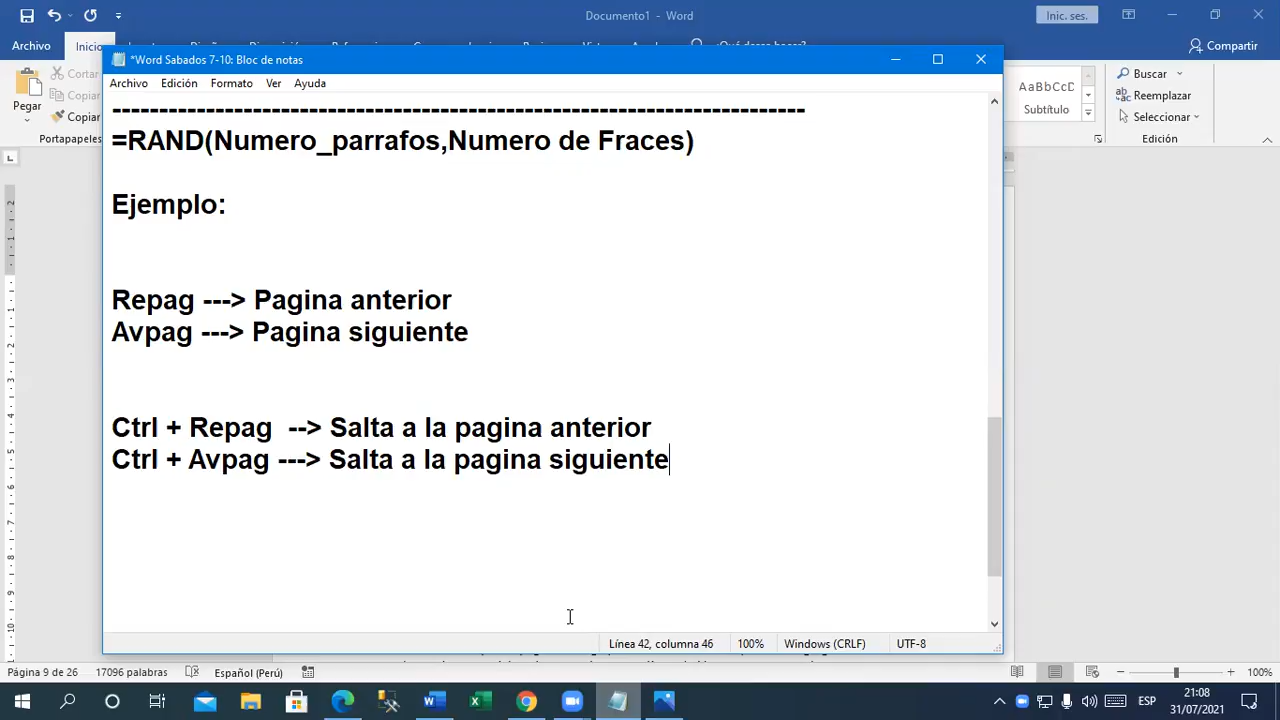 Documento1 - Word
Inic. ses.
Archivo
Inicio
¿Qué desea hacer?
Compartir
Pegar
Cortar
Copiar
Copiar
Portapapeles
AaBbCcD
Subtítulo
Buscar
Reemplazar
Seleccionar
Edición
*Word Sabados 7-10: Bloc de notas
Archivo Edición Formato Ver Ayuda
--------------------------------------------------------------------------
=RAND(Numero_parrafos,Numero de Fraces)
Ejemplo:
Repag ---> Pagina anterior
Avpag ---> Pagina siguiente
Ctrl + Repag  --> Salta a la pagina anterior
Ctrl + Avpag ---> Salta a la pagina siguiente
Línea 42, columna 46 100% Windows (CRLF) UTF-8
Página 9 de 26 17096 palabras Español (Perú) 100%
ESP
21:08
31/07/2021